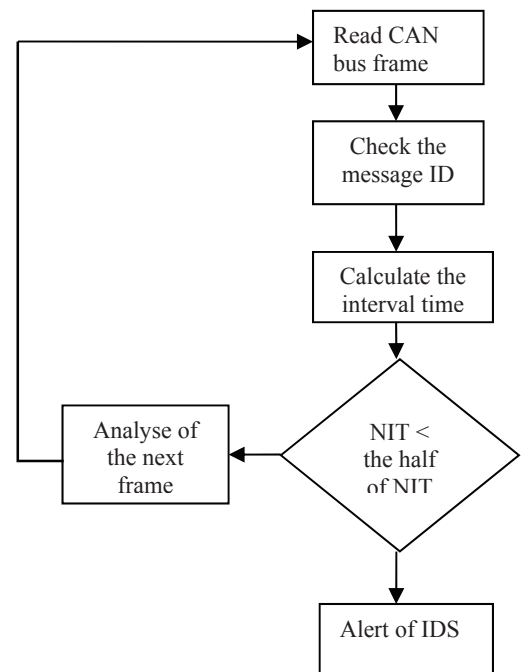 Read CAN
bus frame
Check the
message ID
Calculate the
interval time
NIT <
the half
of NIT
Analyse of
the next
frame
Alert of IDS